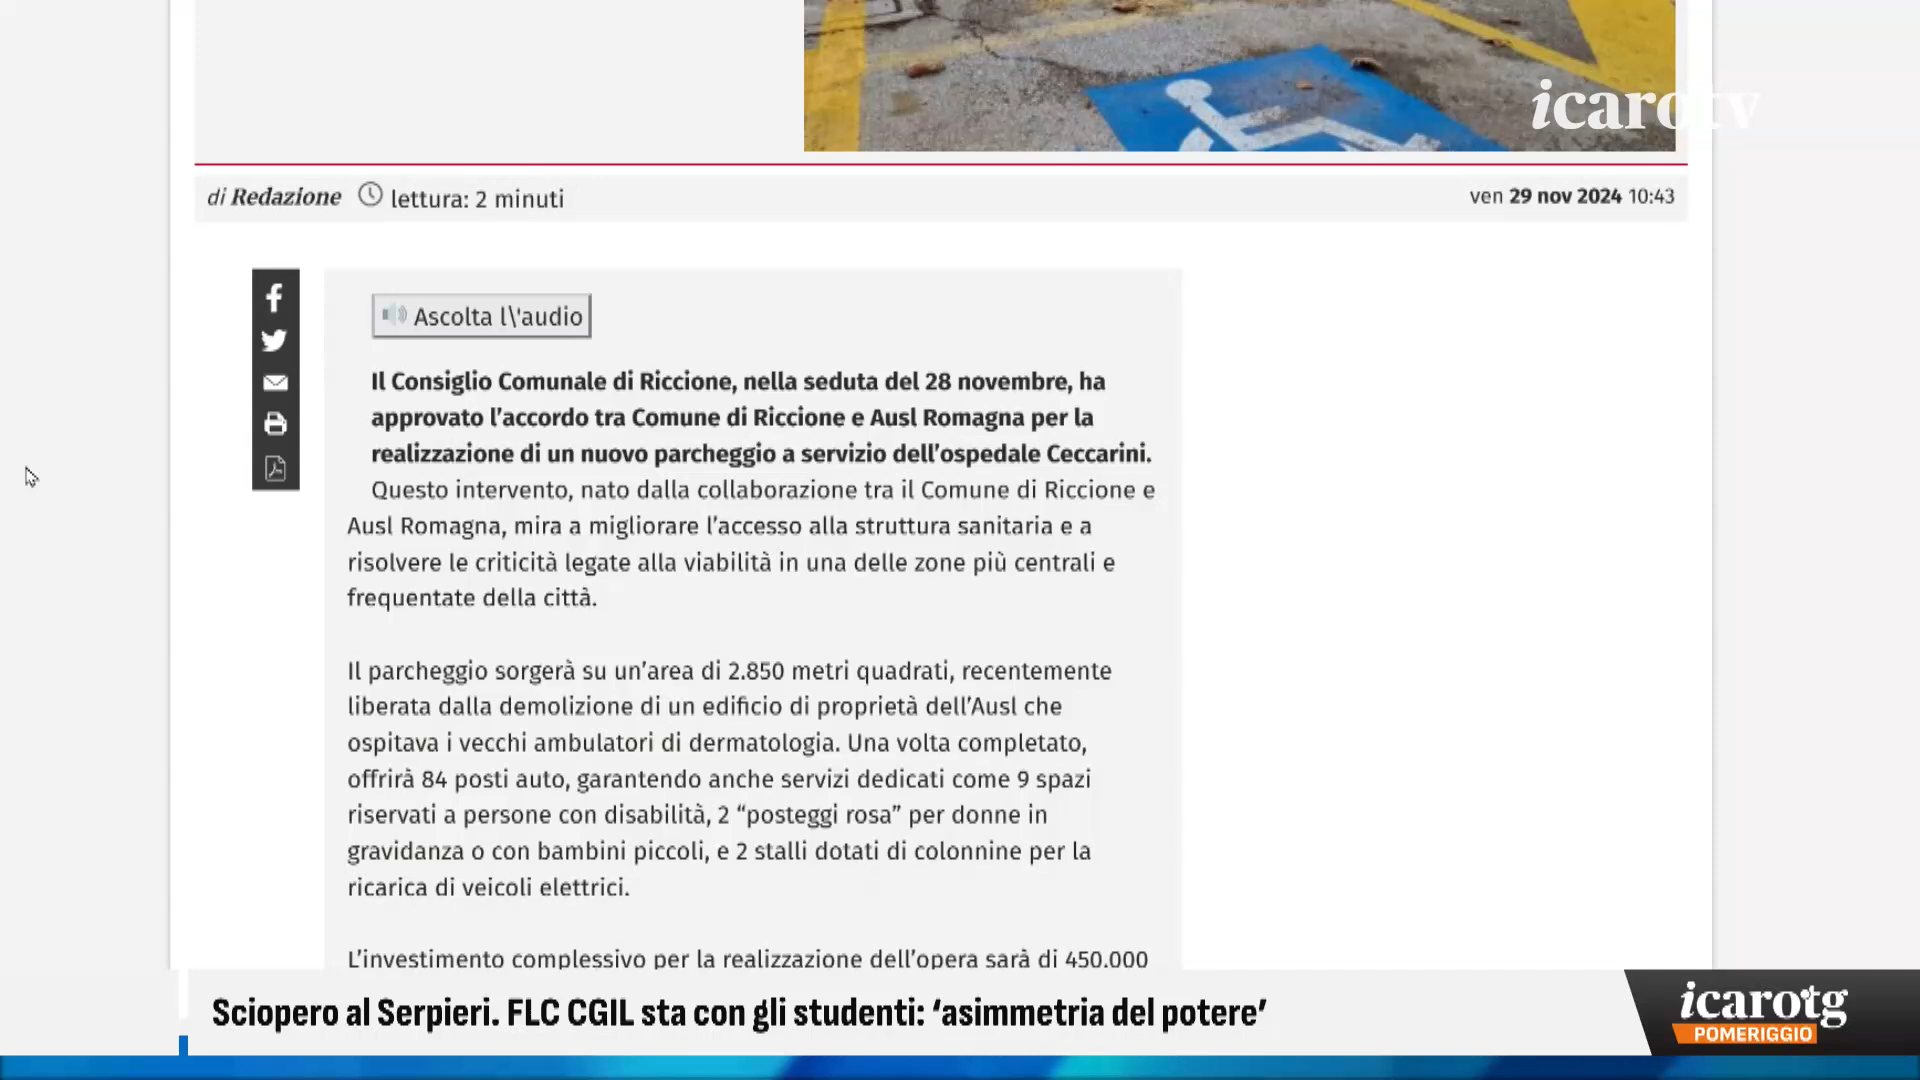 icarotv
di Redazione lettura: 2 minuti
ven 29 nov 2024 10:43
Ascolta l\'audio
Il Consiglio Comunale di Riccione, nella seduta del 28 novembre, ha
approvato l’accordo tra Comune di Riccione e Ausl Romagna per la
realizzazione di un nuovo parcheggio a servizio dell’ospedale Ceccarini.
Questo intervento, nato dalla collaborazione tra il Comune di Riccione e
Ausl Romagna, mira a migliorare l’accesso alla struttura sanitaria e a
risolvere le criticità legate alla viabilità in una delle zone più centrali e
frequentate della città.
Il parcheggio sorgerà su un’area di 2.850 metri quadrati, recentemente
liberata dalla demolizione di un edificio di proprietà dell’Ausl che
ospitava i vecchi ambulatori di dermatologia. Una volta completato,
offrirà 84 posti auto, garantendo anche servizi dedicati come 9 spazi
riservati a persone con disabilità, 2 “posteggi rosa” per donne in
gravidanza o con bambini piccoli, e 2 stalli dotati di colonnine per la
ricarica di veicoli elettrici.
L’investimento complessivo per la realizzazione dell’opera sarà di 450.000
Sciopero al Serpieri. FLC CGIL sta con gli studenti: ‘asimmetria del potere’
icarotg
POMERIGGIO